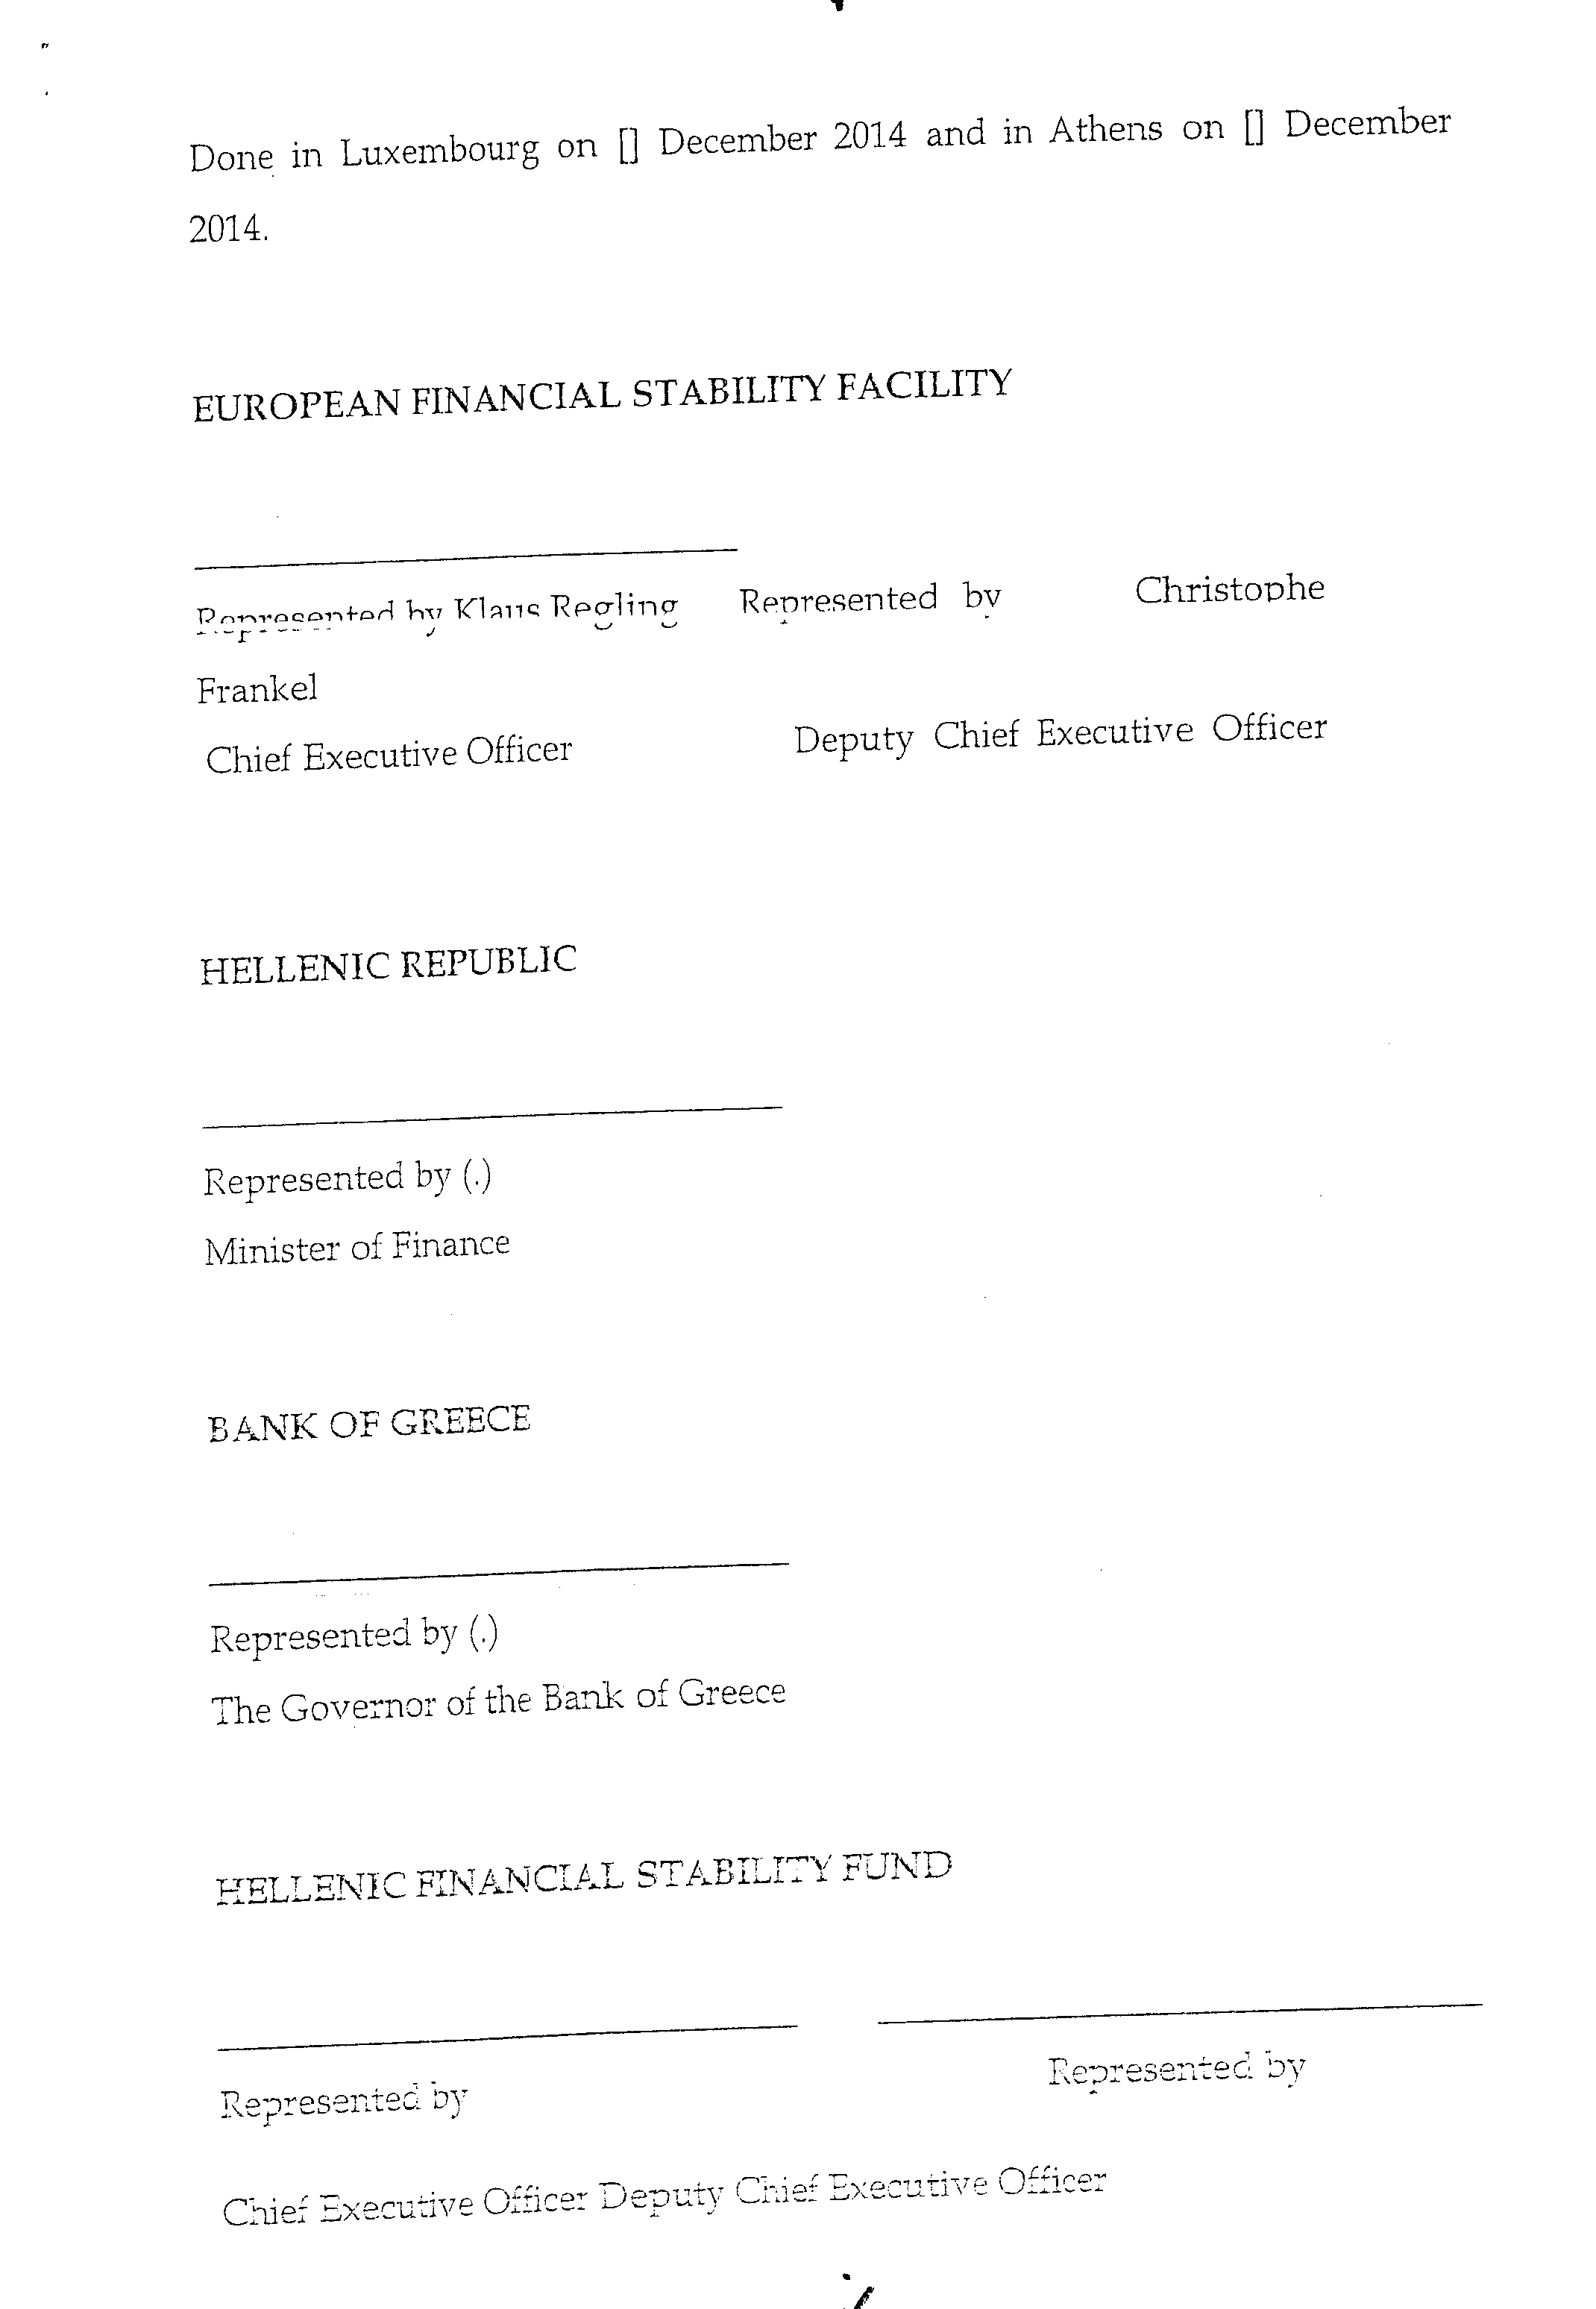 Done in Luxembourg on [] December 2014 and in Athens on [] December
2014.
EUROPEAN FINANCIAL STABILITY FACILITY
Represented by Klaus Regling Represented by Christophe
Frankel
Chief Executive Officer Deputy Chief Executive Officer
HELLENIC REPUBLIC
Represented by (.)
Minister of Finance
BANK OF GREECE
Represented by (.)
The Governor of the Bank of Greece
HELLENIC FINANCIAL STABILITY FUND
Represented by Represented by
Chief Executive Officer Deputy Chief Executive Officer